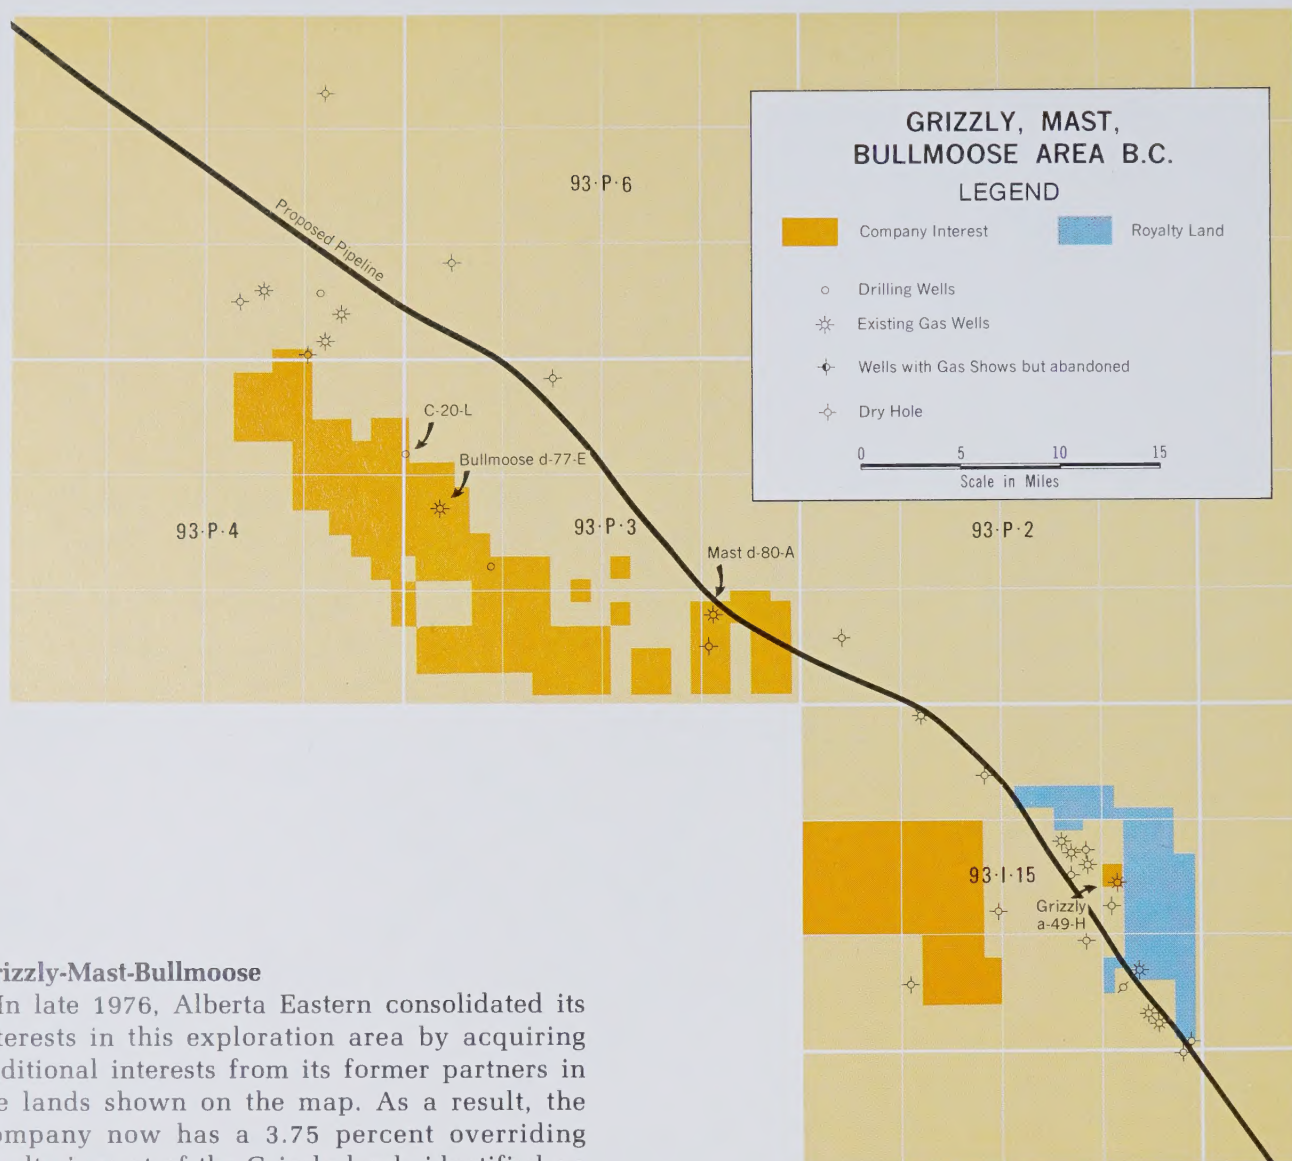 GRIZZLY, MAST,
BULLMOOSE AREA B.C.
LEGEND
Company Interest
Royalty Land
Drilling Wells
Existing Gas Wells
Wells with Gas Shows but abandoned
Dry Hole
0 5 10 15
Scale in Miles
93·P·6
Proposed Pipeline
C-20-L
Bullmoose d-77-E
93·P·4
93·P·3
93·P·2
Mast d-80-A
93·I·15
Grizzly
a-49-H
rizzly-Mast-Bullmoose
In late 1976, Alberta Eastern consolidated its
terests in this exploration area by acquiring
ditional interests from its former partners in
e lands shown on the map. As a result, the
ompany now has a 3.75 percent overriding